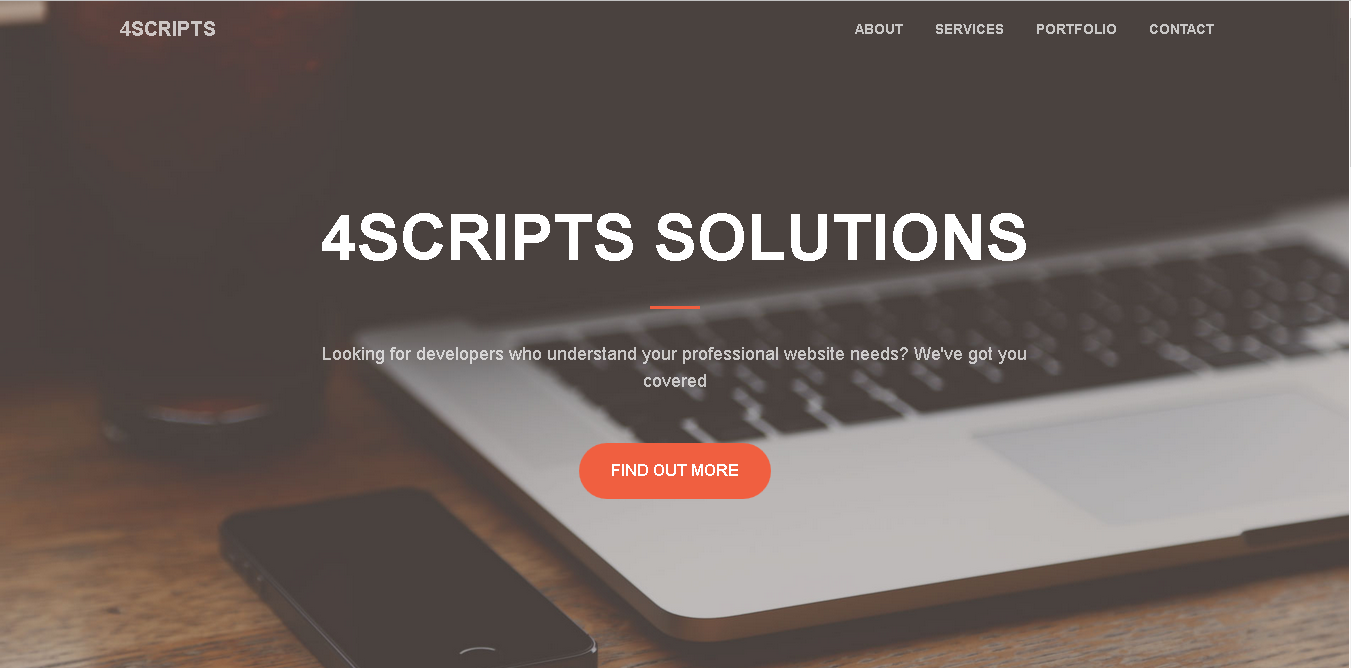 4SCRIPTS
ABOUT SERVICES PORTFOLIO CONTACT
4SCRIPTS SOLUTIONS
Looking for developers who understand your professional website needs? We've got you
covered
FIND OUT MORE